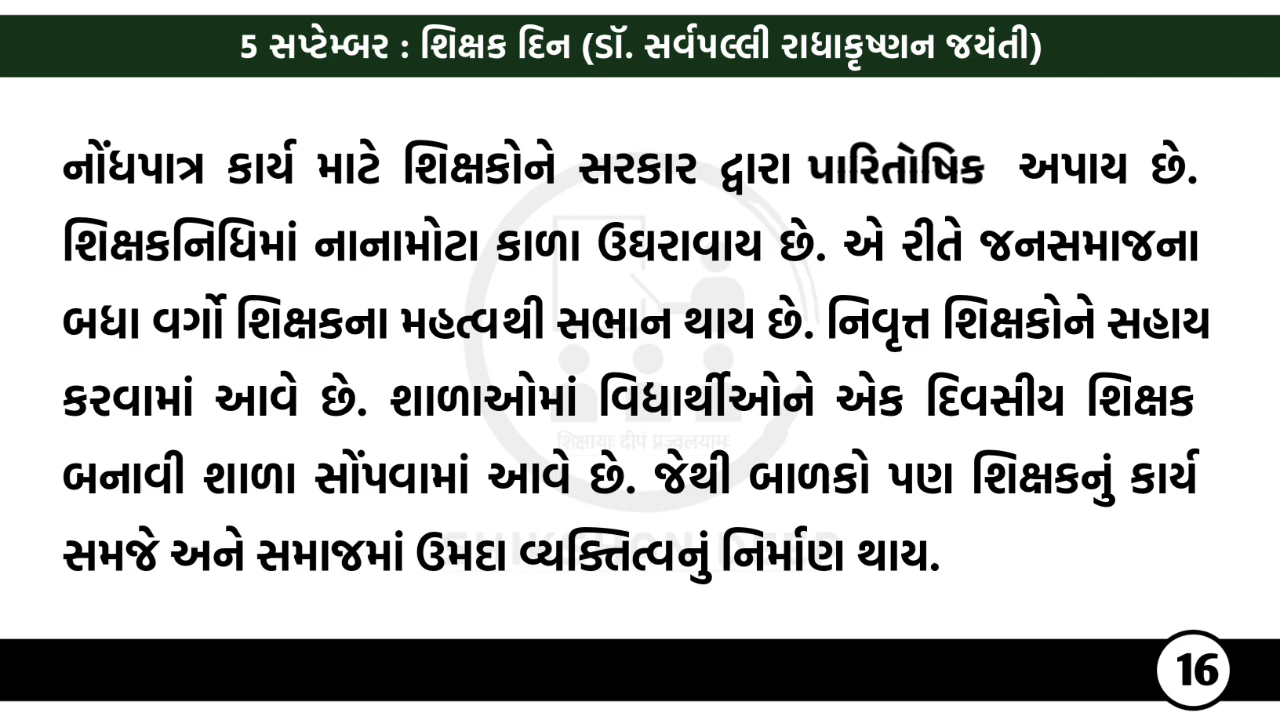 5 સપ્ટેમ્બર : શિક્ષક દિન (ડૉ. સર્વપલ્લી રાધાકૃષ્ણન જયંતી)
નોંધપાત્ર કાર્ય માટે શિક્ષકોને સરકાર દ્વારા પારિતોષિક અપાય છે.
શિક્ષકનિધિમાં નાનામોટા ફાળા ઉઘરાવાય છે. એ રીતે જનસમાજના
બધા વર્ગો શિક્ષકના મહત્વથી સભાન થાય છે. નિવૃત્ત શિક્ષકોને સહાય
કરવામાં આવે છે. શાળાઓમાં વિદ્યાર્થીઓને એક દિવસીય શિક્ષક
शिक्षायाः दीपं प्रज्वलयामः
બનાવી શાળા સોંપવામાં આવે છે. જેથી બાળકો પણ શિક્ષકનું કાર્ય
સમજે અને સમાજમાં ઉમદા વ્યક્તિત્વનું નિર્માણ થાય.
16